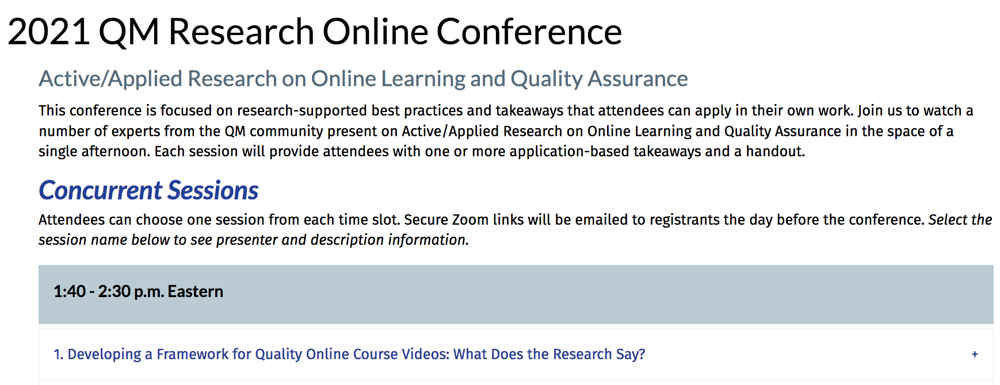 2021 QM Research Online Conference
Active/Applied Research on Online Learning and Quality Assurance
This conference is focused on research-supported best practices and takeaways that attendees can apply in their own work. Join us to watch a
number of experts from the QM community present on Active/Applied Research on Online Learning and Quality Assurance in the space of a
single afternoon. Each session will provide attendees with one or more application-based takeaways and a handout.
Concurrent Sessions
Attendees can choose one session from each time slot. Secure Zoom links will be emailed to registrants the day before the conference. Select the
session name below to see presenter and description information.
1:40 - 2:30 p.m. Eastern
1. Developing a Framework for Quality Online Course Videos: What Does the Research Say? +